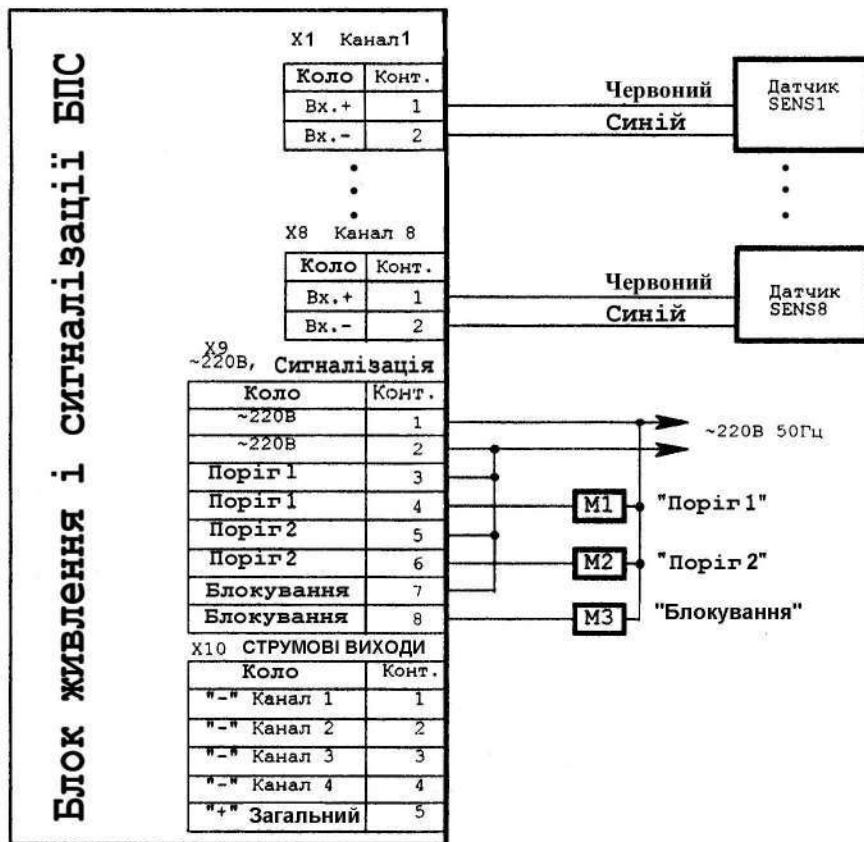 Блок живлення і сигналізації БПС
X1 Канал1
Коло Конт.
Вх.+ 1
Вх.- 2
Червоний
Синій
Датчик
SENS1
X8 Канал 8
Коло Конт.
Вх.+ 1
Вх.- 2
Червоний
Синій
Датчик
SENS8
X9
~220В, Сигналізація
Коло Конт.
~220В 1
~220В 2
Поріг1 3
Поріг1 4
Поріг2 5
Поріг2 6
Блокування 7
Блокування 8
~220В 50Гц
М1 "Поріг1"
М2 "Поріг2"
М3 "Блокування"
X10 СТРУМОВІ ВИХОДИ
Коло Конт.
"-" Канал 1 1
"-" Канал 2 2
"-" Канал 3 3
"-" Канал 4 4
"+" Загальний 5